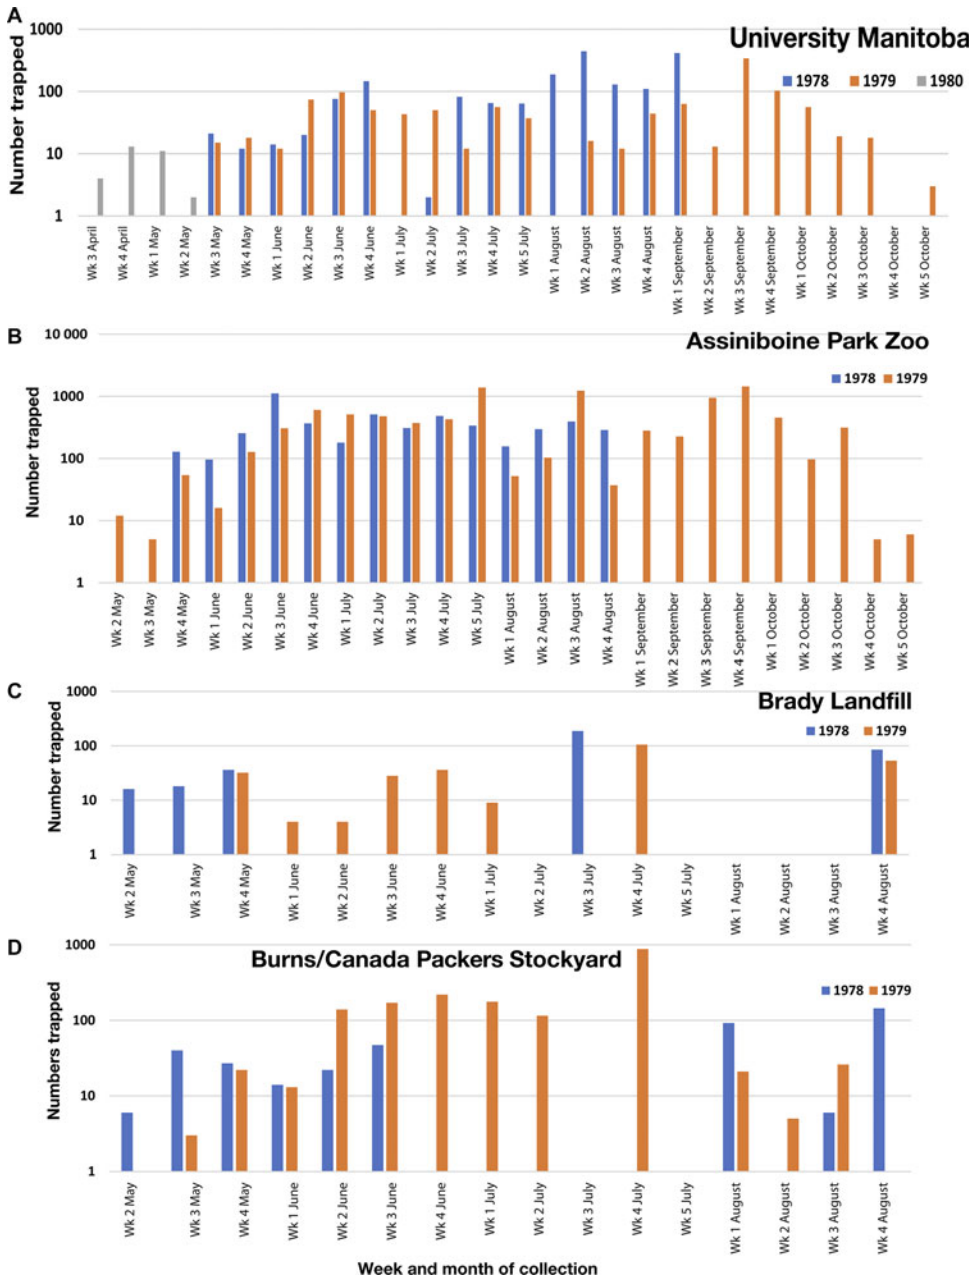 A
University Manitoba
1978 1979 1980
Number trapped
1000
100
10
1
Wk 3 April
Wk 4 April
Wk 1 May
Wk 2 May
Wk 3 May
Wk 4 May
Wk 1 June
Wk 2 June
Wk 3 June
Wk 4 June
Wk 1 July
Wk 2 July
Wk 3 July
Wk 4 July
Wk 5 July
Wk 1 August
Wk 2 August
Wk 3 August
Wk 4 August
Wk 1 September
Wk 2 September
Wk 3 September
Wk 4 September
Wk 1 October
Wk 2 October
Wk 3 October
Wk 4 October
Wk 5 October
B
Assiniboine Park Zoo
1978 1979
Number trapped
10 000
1000
100
10
1
Wk 2 May
Wk 3 May
Wk 4 May
Wk 1 June
Wk 2 June
Wk 3 June
Wk 4 June
Wk 1 July
Wk 2 July
Wk 3 July
Wk 4 July
Wk 5 July
Wk 1 August
Wk 2 August
Wk 3 August
Wk 4 August
Wk 1 September
Wk 2 September
Wk 3 September
Wk 4 September
Wk 1 October
Wk 2 October
Wk 3 October
Wk 4 October
Wk 5 October
C
Brady Landfill
1978 1979
Number trapped
1000
100
10
1
Wk 2 May
Wk 3 May
Wk 4 May
Wk 1 June
Wk 2 June
Wk 3 June
Wk 4 June
Wk 1 July
Wk 2 July
Wk 3 July
Wk 4 July
Wk 5 July
Wk 1 August
Wk 2 August
Wk 3 August
Wk 4 August
D
Burns/Canada Packers Stockyard
1978 1979
Numbers trapped
1000
100
10
1
Wk 2 May
Wk 3 May
Wk 4 May
Wk 1 June
Wk 2 June
Wk 3 June
Wk 4 June
Wk 1 July
Wk 2 July
Wk 3 July
Wk 4 July
Wk 5 July
Wk 1 August
Wk 2 August
Wk 3 August
Wk 4 August
Week and month of collection